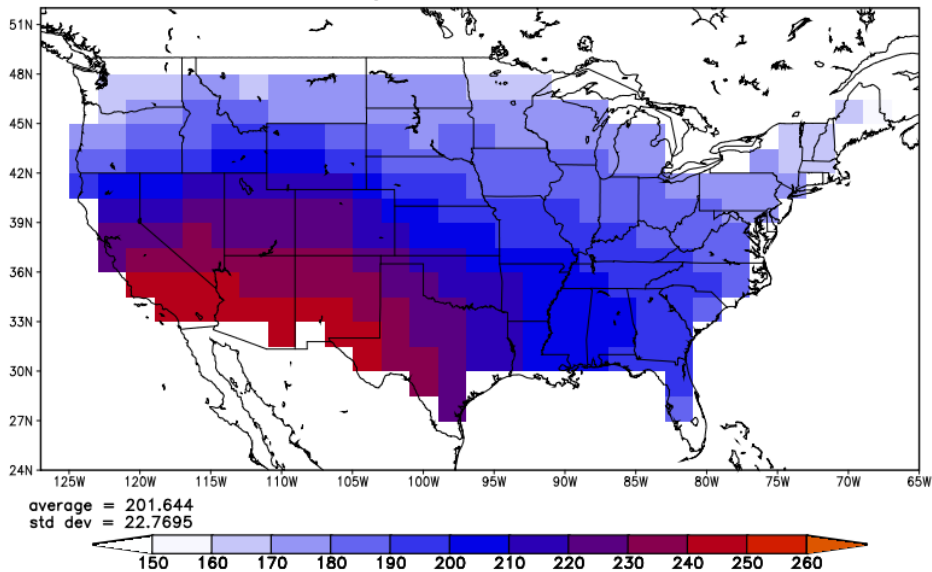 51N
48N
45N
42N
39N
36N
33N
30N
27N
24N
125W 120W 115W 110W 105W 100W 95W 90W 85W 80W 75W 70W 65W
average = 201.644
std dev = 22.7695
150 160 170 180 190 200 210 220 230 240 250 260